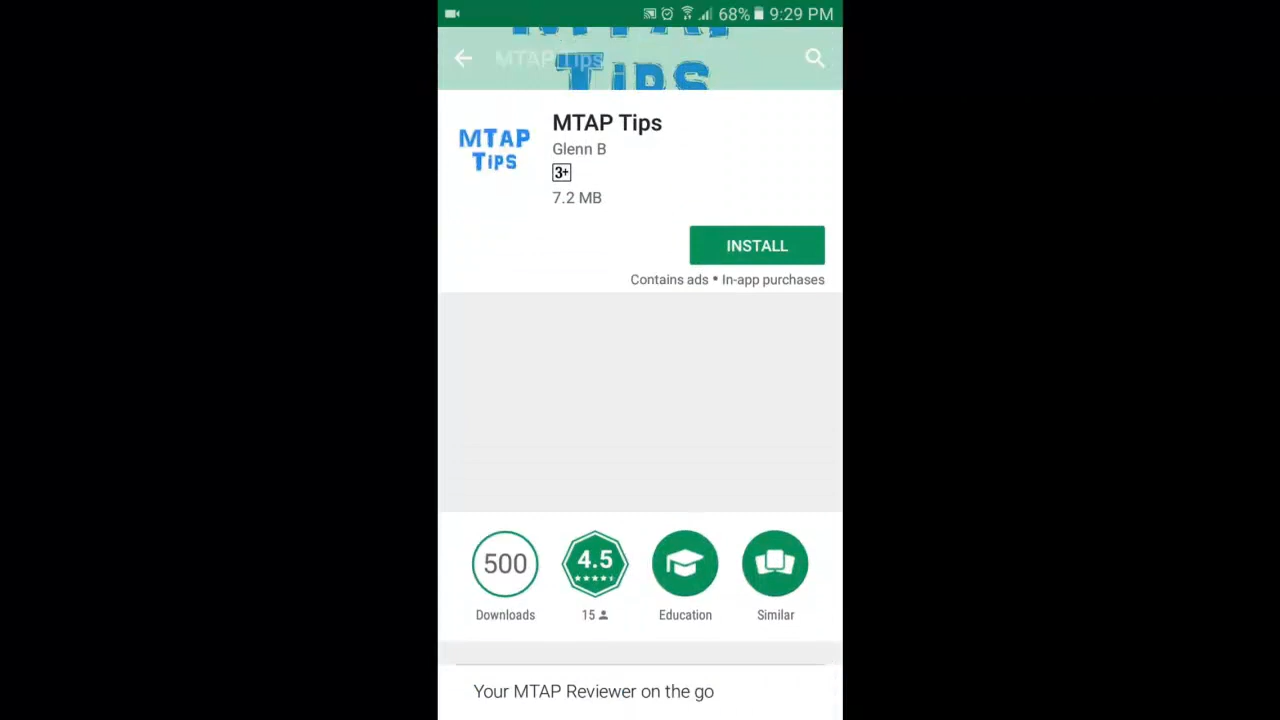 68% 9:29 PM
MTAP Tips
TiPS
MTAP Tips
MTAP
TiPS
Glenn B
3+
7.2 MB
INSTALL
Contains ads • In-app purchases
500
4.5
Downloads
15
Education
Similar
Your MTAP Reviewer on the go